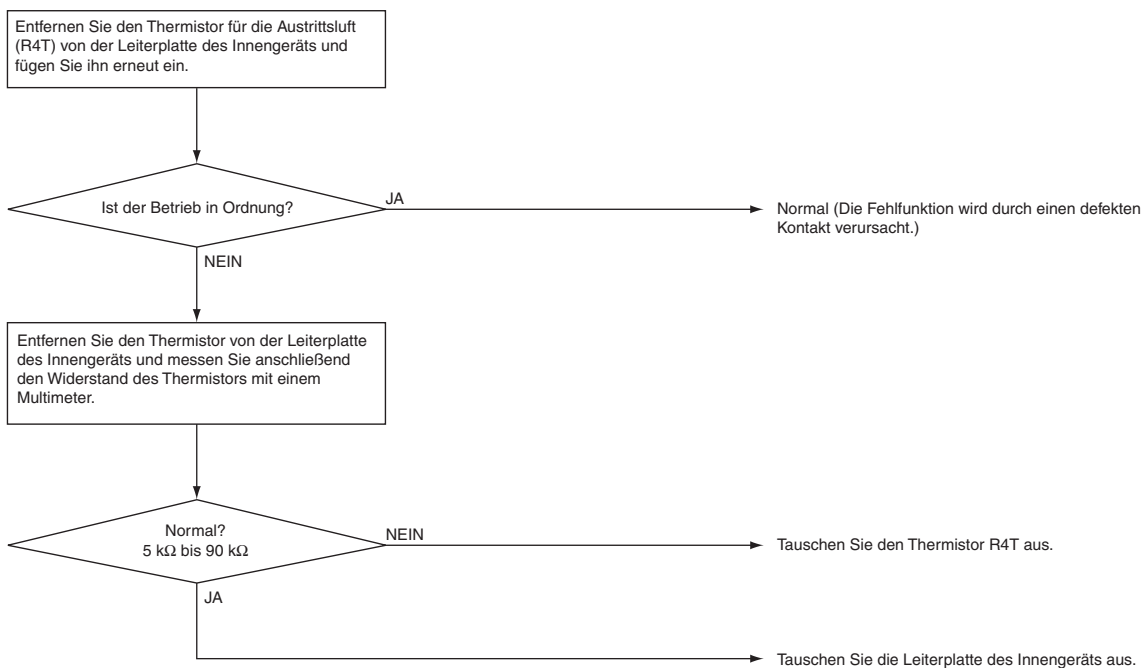 Entfernen Sie den Thermistor für die Austrittsluft
(R4T) von der Leiterplatte des Innengeräts und
fügen Sie ihn erneut ein.
Ist der Betrieb in Ordnung?
JA
Normal (Die Fehlfunktion wird durch einen defekten
Kontakt verursacht.)
NEIN
Entfernen Sie den Thermistor von der Leiterplatte
des Innengeräts und messen Sie anschließend
den Widerstand des Thermistors mit einem
Multimeter.
Normal?
5 kΩ bis 90 kΩ
NEIN
Tauschen Sie den Thermistor R4T aus.
JA
Tauschen Sie die Leiterplatte des Innengeräts aus.